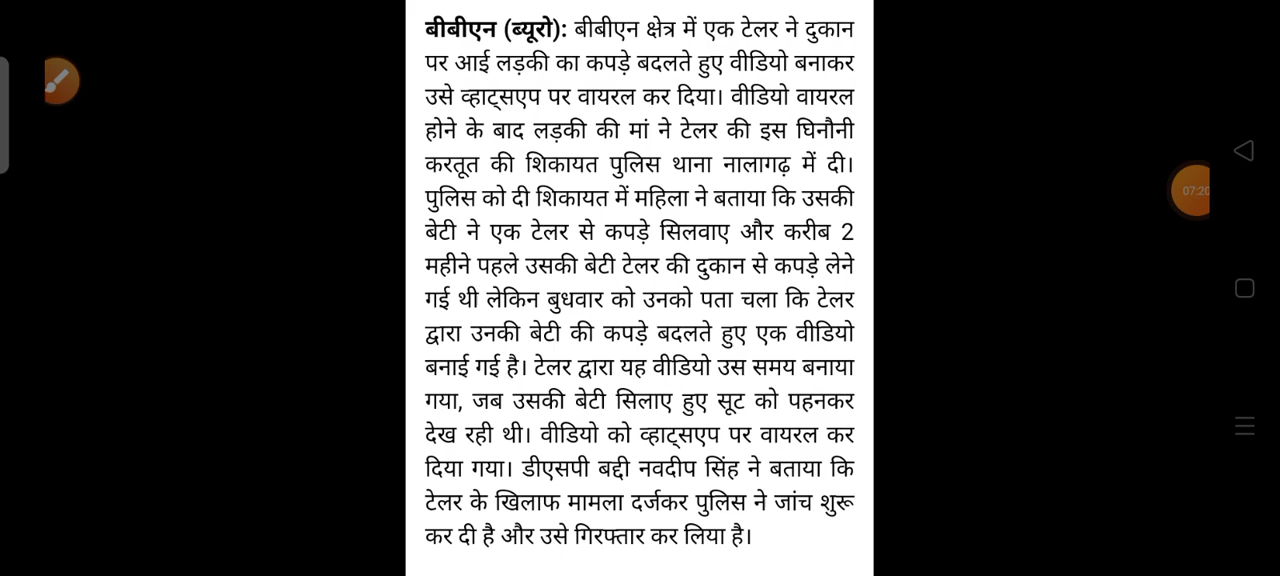 बीबीएन (ब्यूरो): बीबीएन क्षेत्र में एक टेलर ने दुकान
पर आई लड़की का कपड़े बदलते हुए वीडियो बनाकर
उसे व्हाट्सएप पर वायरल कर दिया। वीडियो वायरल
होने के बाद लड़की की मां ने टेलर की इस घिनौनी
करतूत की शिकायत पुलिस थाना नालागढ़ में दी।
पुलिस को दी शिकायत में महिला ने बताया कि उसकी
बेटी ने एक टेलर से कपड़े सिलवाए और करीब 2
महीने पहले उसकी बेटी टेलर की दुकान से कपड़े लेने
गई थी लेकिन बुधवार को उनको पता चला कि टेलर
द्वारा उनकी बेटी की कपड़े बदलते हुए एक वीडियो
बनाई गई है। टेलर द्वारा यह वीडियो उस समय बनाया
गया, जब उसकी बेटी सिलाए हुए सूट को पहनकर
देख रही थी। वीडियो को व्हाट्सएप पर वायरल कर
दिया गया। डीएसपी बद्दी नवदीप सिंह ने बताया कि
टेलर के खिलाफ मामला दर्जकर पुलिस ने जांच शुरू
कर दी है और उसे गिरफ्तार कर लिया है।
07:20